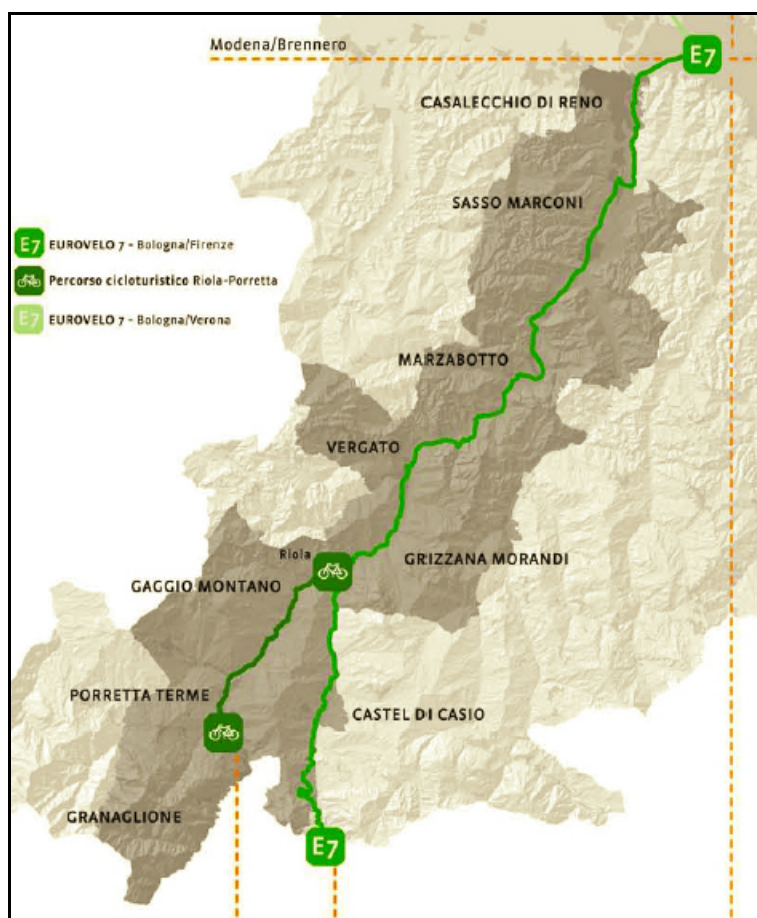 Modena/Brennero
E7
CASALECCHIO DI RENO
SASSO MARCONI
E7 EUROVELO 7 - Bologna/Firenze
Percorso cicloturistico Riola-Porretta
E7 EUROVELO 7 - Bologna/Verona
MARZABOTTO
VERGATO
Riola
GRIZZANA MORANDI
GAGGIO MONTANO
PORRETTA TERME
CASTEL DI CASIO
GRANAGLIONE
E7